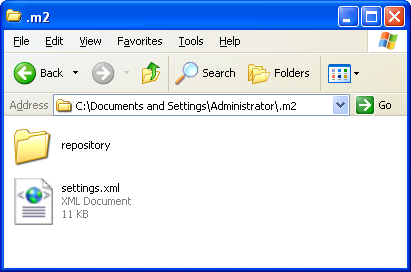 .m2
File Edit View Favorites Tools Help
Back Search Folders
Address C:\Documents and Settings\Administrator\.m2 Go
repository
settings.xml
XML Document
11 KB